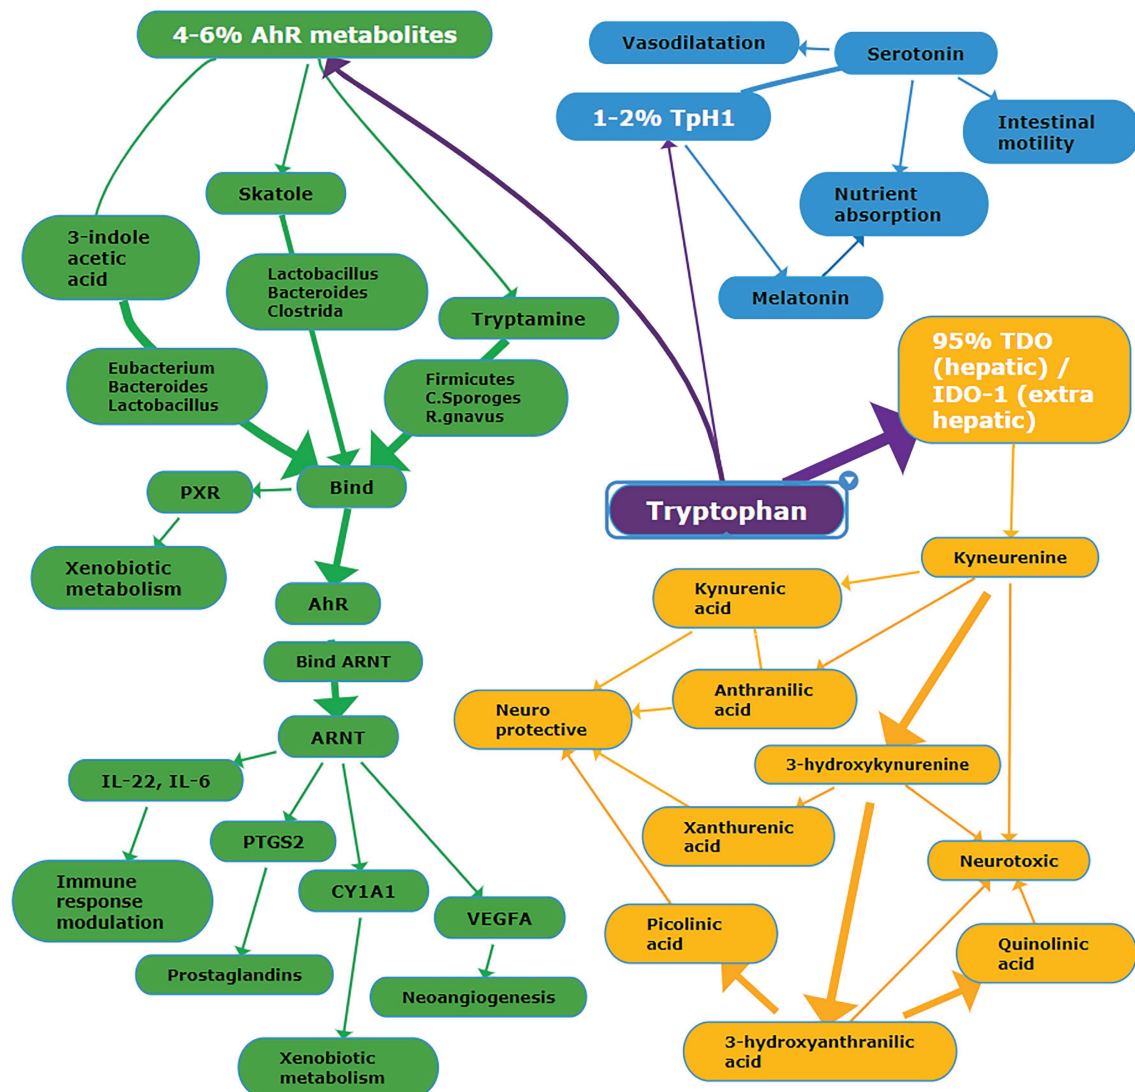 4-6% AhR metabolites
Vasodilatation
Serotonin
1-2% TpH1
Intestinal
motility
Skatole
Nutrient
absorption
3-indole
acetic
acid
Lactobacillus
Bacteroides
Clostrida
Melatonin
Tryptamine
95% TDO
(hepatic) /
IDO-1 (extra
hepatic)
Eubacterium
Bacteroides
Lactobacillus
Firmicutes
C.Sporoges
R.gnavus
PXR
Bind
Tryptophan
Xenobiotic
metabolism
Kyneurenine
AhR
Kynurenic
acid
Bind ARNT
Anthranilic
acid
Neuro
protective
ARNT
3-hydroxykynurenine
IL-22, IL-6
PTGS2
Xanthurenic
acid
Neurotoxic
Immune
response
modulation
CY1A1
VEGFA
Picolinic
acid
Quinolinic
acid
Prostaglandins
Neoangiogenesis
3-hydroxyanthranilic
acid
Xenobiotic
metabolism